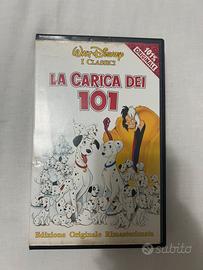 Walt Disney
I CLASSICI
LA CARICA DEI
101
Edizione Originale Rimasterizzata
subito